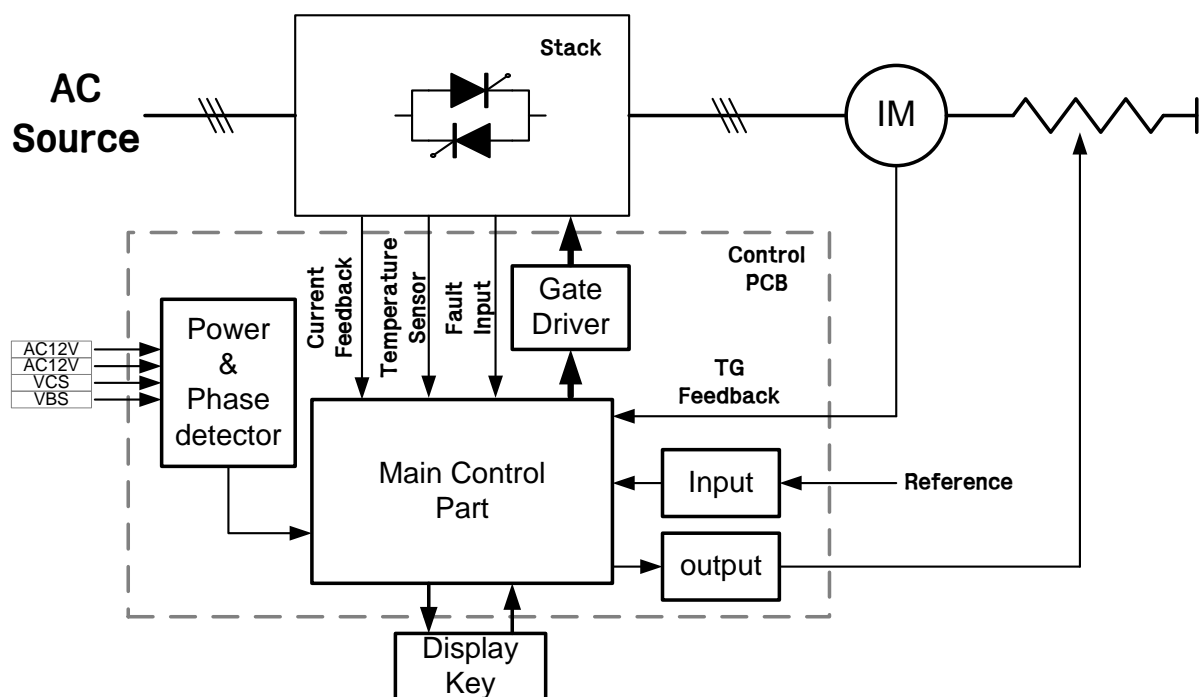 Stack
AC
Source
IM
Control
PCB
Current
Feedback
Temperature
Sensor
Fault
Input
Gate
Driver
Power
&
Phase
detector
AC12V
AC12V
VCS
VBS
TG
Feedback
Main Control
Part
Input
Reference
output
Display
Key